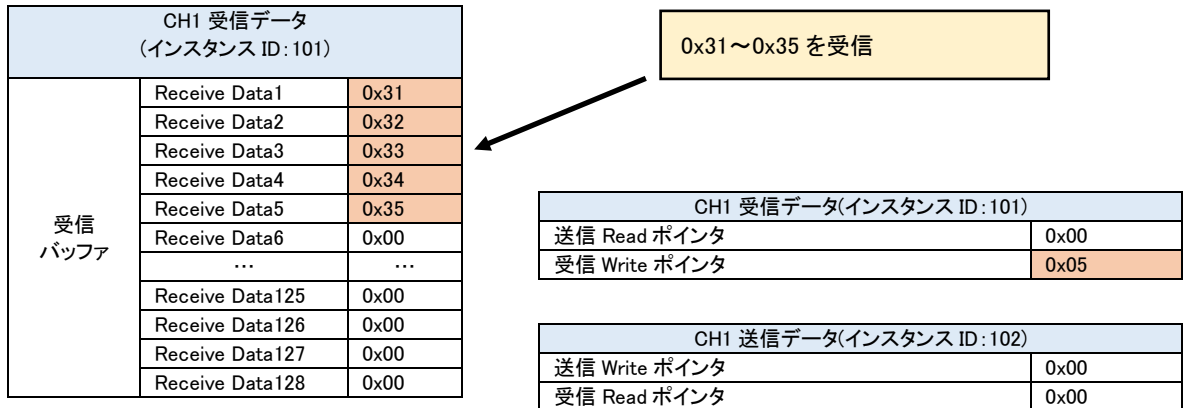 CH1 受信データ
(インスタンス ID:101)
受信
バッファ
Receive Data1 0x31
Receive Data2 0x32
Receive Data3 0x33
Receive Data4 0x34
Receive Data5 0x35
Receive Data6 0x00
… …
Receive Data125 0x00
Receive Data126 0x00
Receive Data127 0x00
Receive Data128 0x00
0x31～0x35 を受信
CH1 受信データ(インスタンス ID:101)
送信 Read ポインタ 0x00
受信 Write ポインタ 0x05
CH1 送信データ(インスタンス ID:102)
送信 Write ポインタ 0x00
受信 Read ポインタ 0x00